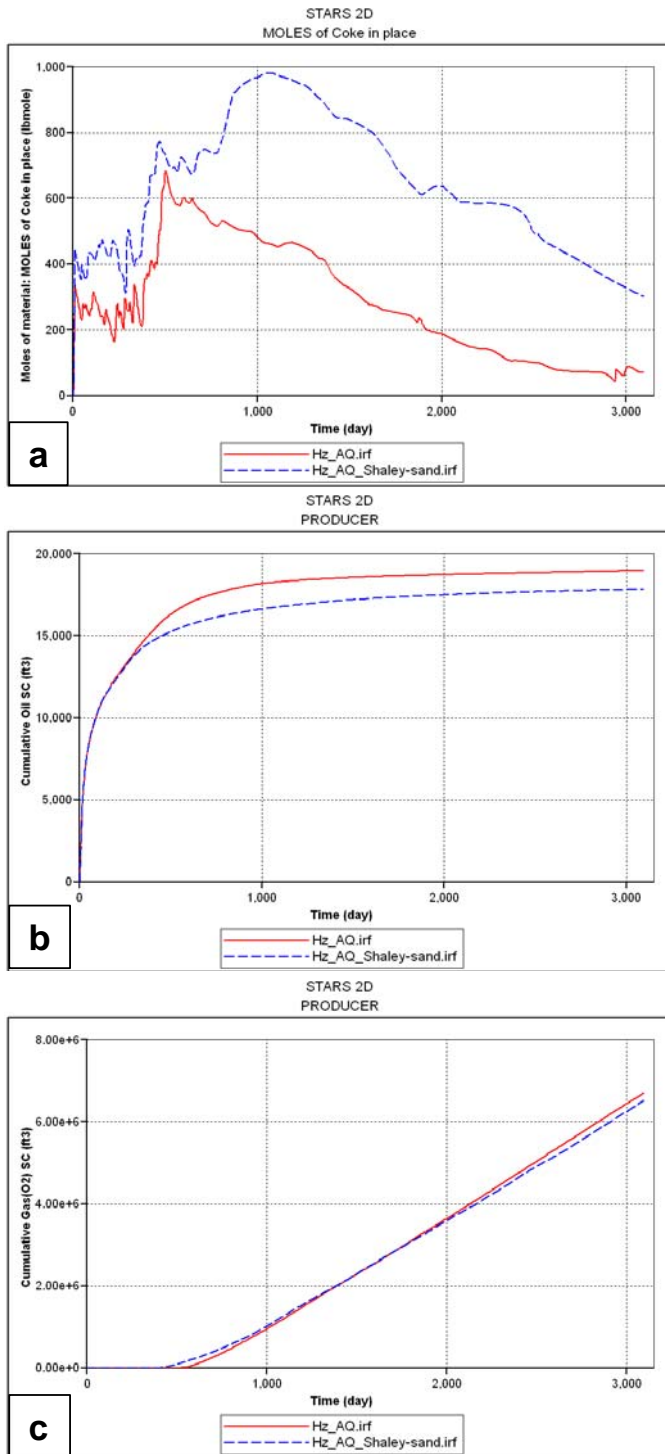 STARS 2D
MOLES of Coke in place
Moles of material: MOLES of Coke in place (lbmole)
1,000
800
600
400
200
0
0 1,000 2,000 3,000
Time (day)
Hz_AQ.irf
Hz_AQ_Shaley-sand.irf
a
STARS 2D
PRODUCER
Cumulative Oil SC (ft3)
20,000
15,000
10,000
5,000
0
0 1,000 2,000 3,000
Time (day)
Hz_AQ.irf
Hz_AQ_Shaley-sand.irf
b
STARS 2D
PRODUCER
Cumulative Gas(O2) SC (ft3)
8.00e+6
6.00e+6
4.00e+6
2.00e+6
0.00e+0
0 1,000 2,000 3,000
Time (day)
Hz_AQ.irf
Hz_AQ_Shaley-sand.irf
c